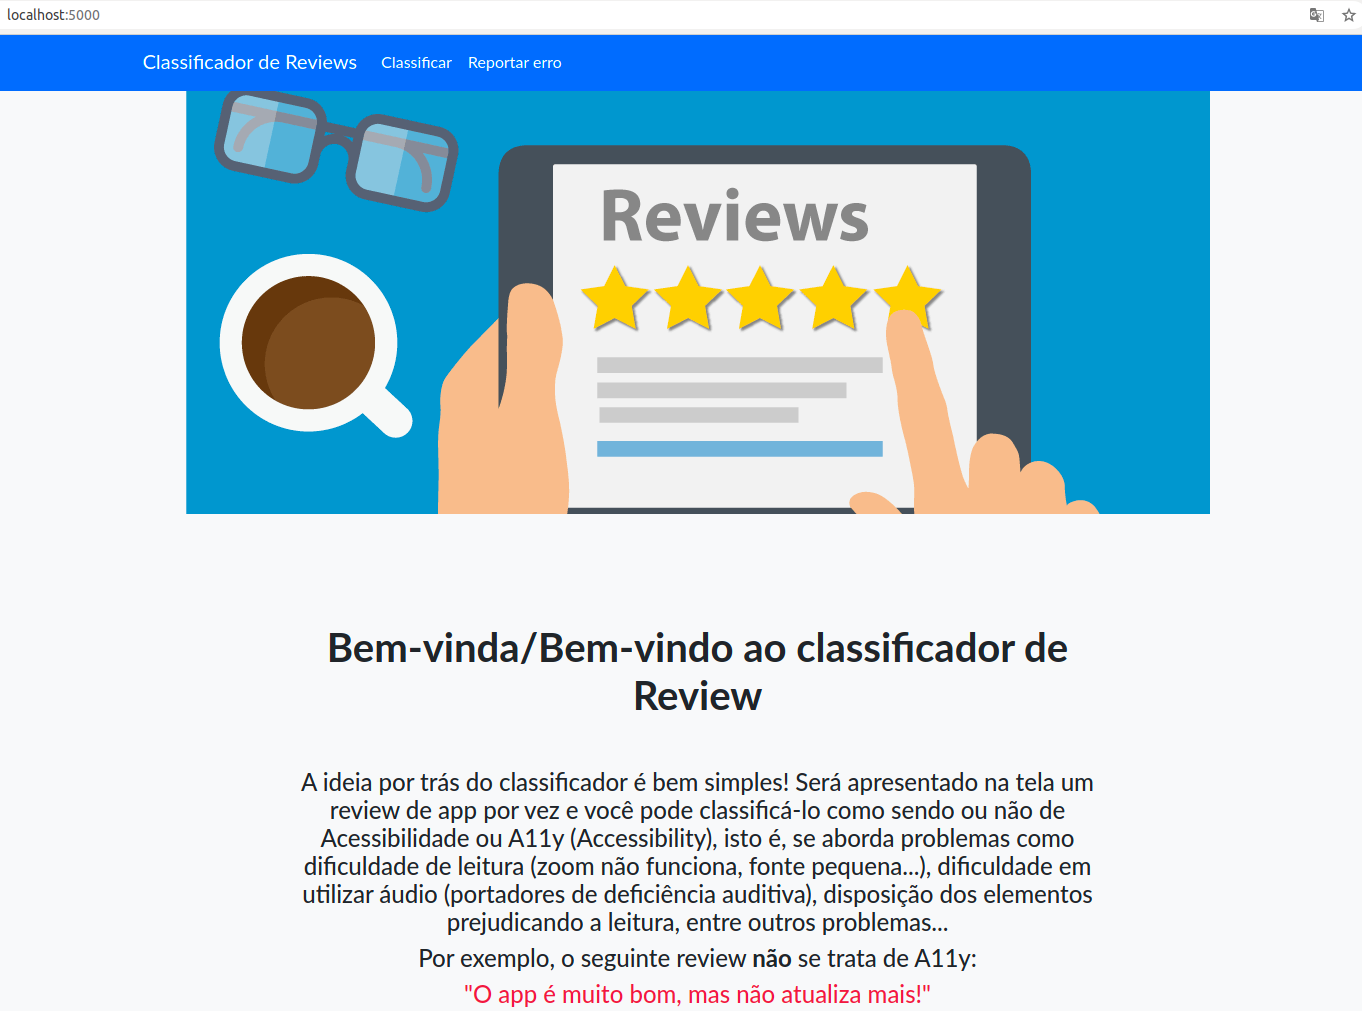 localhost:5000
Classificador de Reviews Classificar Reportar erro
Reviews
Bem-vinda/Bem-vindo ao classificador de
Review
A ideia por trás do classificador é bem simples! Será apresentado na tela um
review de app por vez e você pode classificá-lo como sendo ou não de
Acessibilidade ou A11y (Accessibility), isto é, se aborda problemas como
dificuldade de leitura (zoom não funciona, fonte pequena...), dificuldade em
utilizar áudio (portadores de deficiência auditiva), disposição dos elementos
prejudicando a leitura, entre outros problemas...
Por exemplo, o seguinte review não se trata de A11y:
"O app é muito bom, mas não atualiza mais!"